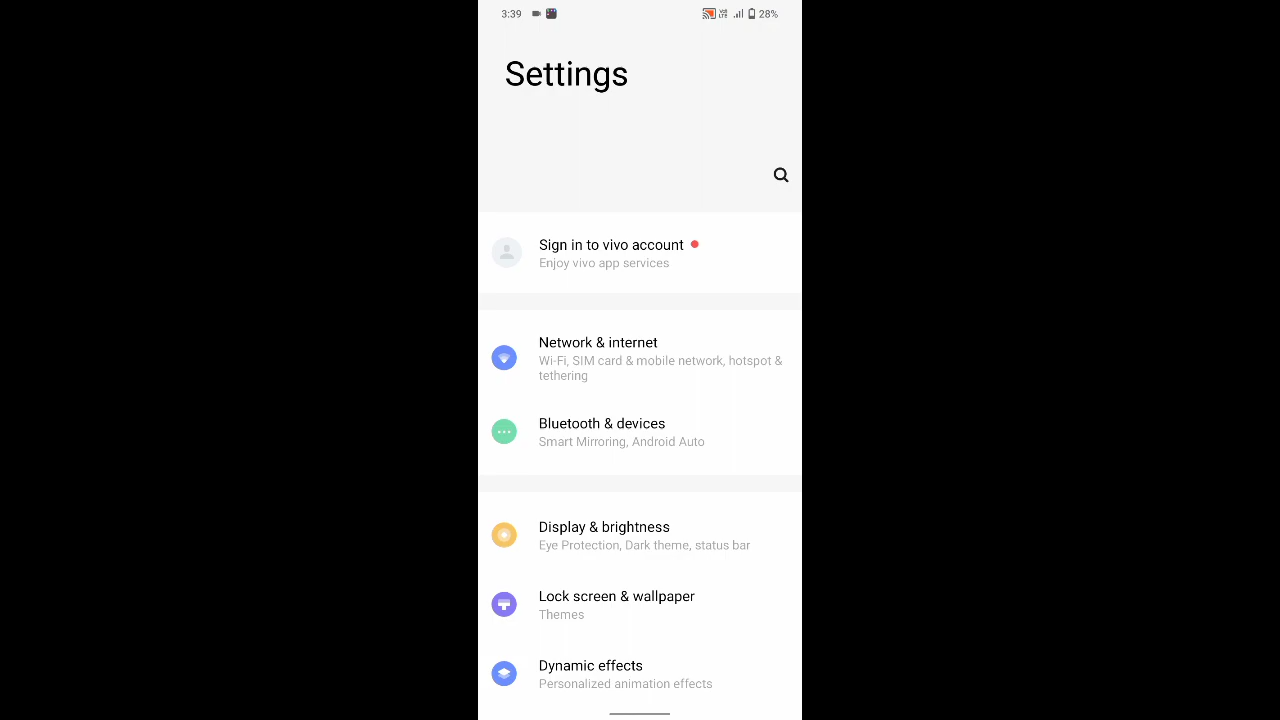 3:39 28%
Settings
Sign in to vivo account
Enjoy vivo app services
Network & internet
Wi-Fi, SIM card & mobile network, hotspot &
tethering
Bluetooth & devices
Smart Mirroring, Android Auto
Display & brightness
Eye Protection, Dark theme, status bar
Lock screen & wallpaper
Themes
Dynamic effects
Personalized animation effects